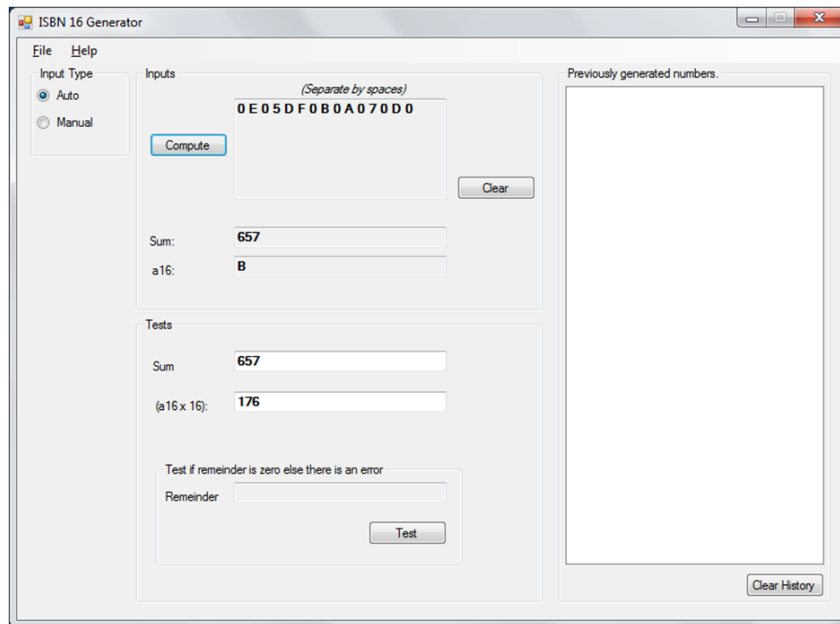 ISBN 16 Generator
File Help
Input Type
Auto
Manual
Inputs
(Separate by spaces)
0 E 0 5 D F 0 B 0 A 0 7 0 D 0
Compute
Clear
Sum: 657
a16: B
Tests
Sum 657
(a16 x 16): 176
Test if remeinder is zero else there is an error
Remeinder
Test
Previously generated numbers.
Clear History